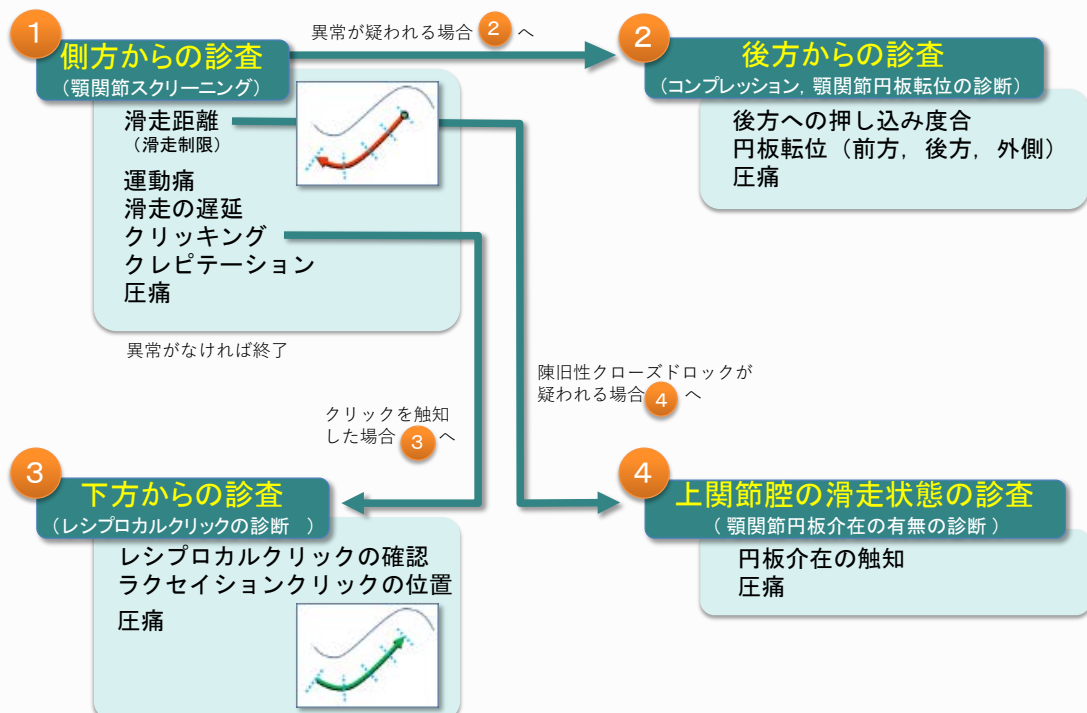 1
側方からの診査
（顎関節スクリーニング）
滑走距離
（滑走制限）
運動痛
滑走の遅延
クリッキング
クレピテーション
圧痛
異常がなければ終了
異常が疑われる場合 2 へ
2
後方からの診査
（コンプレッション，顎関節円板転位の診断）
後方への押し込み度合
円板転位（前方，後方，外側）
圧痛
クリックを触知
した場合 3 へ
陳旧性クローズドロックが
疑われる場合 4 へ
3
下方からの診査
（レシプロカルクリックの診断　）
レシプロカルクリックの確認
ラクセイションクリックの位置
圧痛
4
上関節腔の滑走状態の診査
（ 顎関節円板介在の有無の診断 ）
円板介在の触知
圧痛